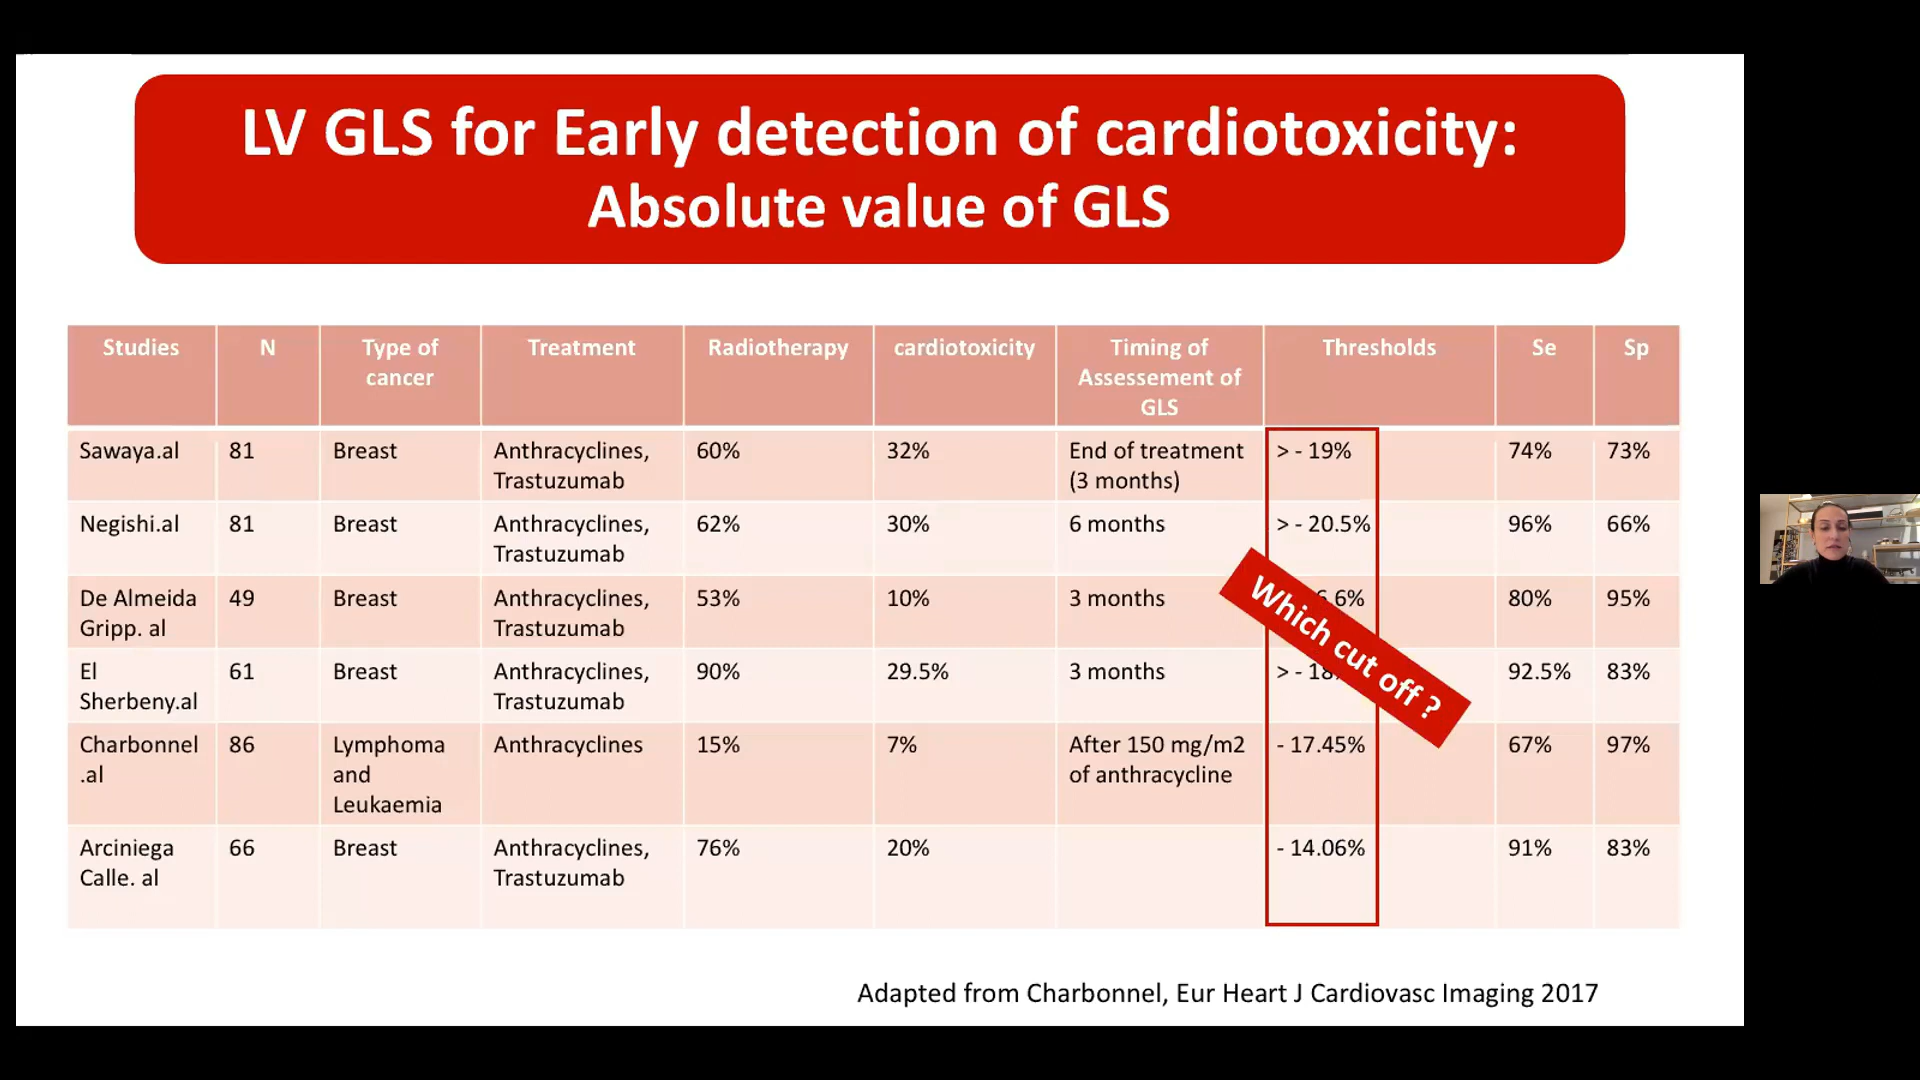 LV GLS for Early detection of cardiotoxicity:
Absolute value of GLS
Studies N Type of cancer Treatment Radiotherapy cardiotoxicity Timing of Assessement of GLS Thresholds Se Sp
Sawaya.al 81 Breast Anthracyclines, Trastuzumab 60% 32% End of treatment (3 months) > - 19% 74% 73%
Negishi.al 81 Breast Anthracyclines, Trastuzumab 62% 30% 6 months > - 20.5% 96% 66%
De Almeida Gripp. al 49 Breast Anthracyclines, Trastuzumab 53% 10% 3 months 80% 95%
El Sherbeny.al 61 Breast Anthracyclines, Trastuzumab 90% 29.5% 3 months > - 92.5% 83%
Charbonnel .al 86 Lymphoma and Leukaemia Anthracyclines 15% 7% After 150 mg/m2 of anthracycline - 17.45% 67% 97%
Arciniega Calle. al 66 Breast Anthracyclines, Trastuzumab 76% 20% - 14.06% 91% 83%
Which cut off ?
Adapted from Charbonnel, Eur Heart J Cardiovasc Imaging 2017